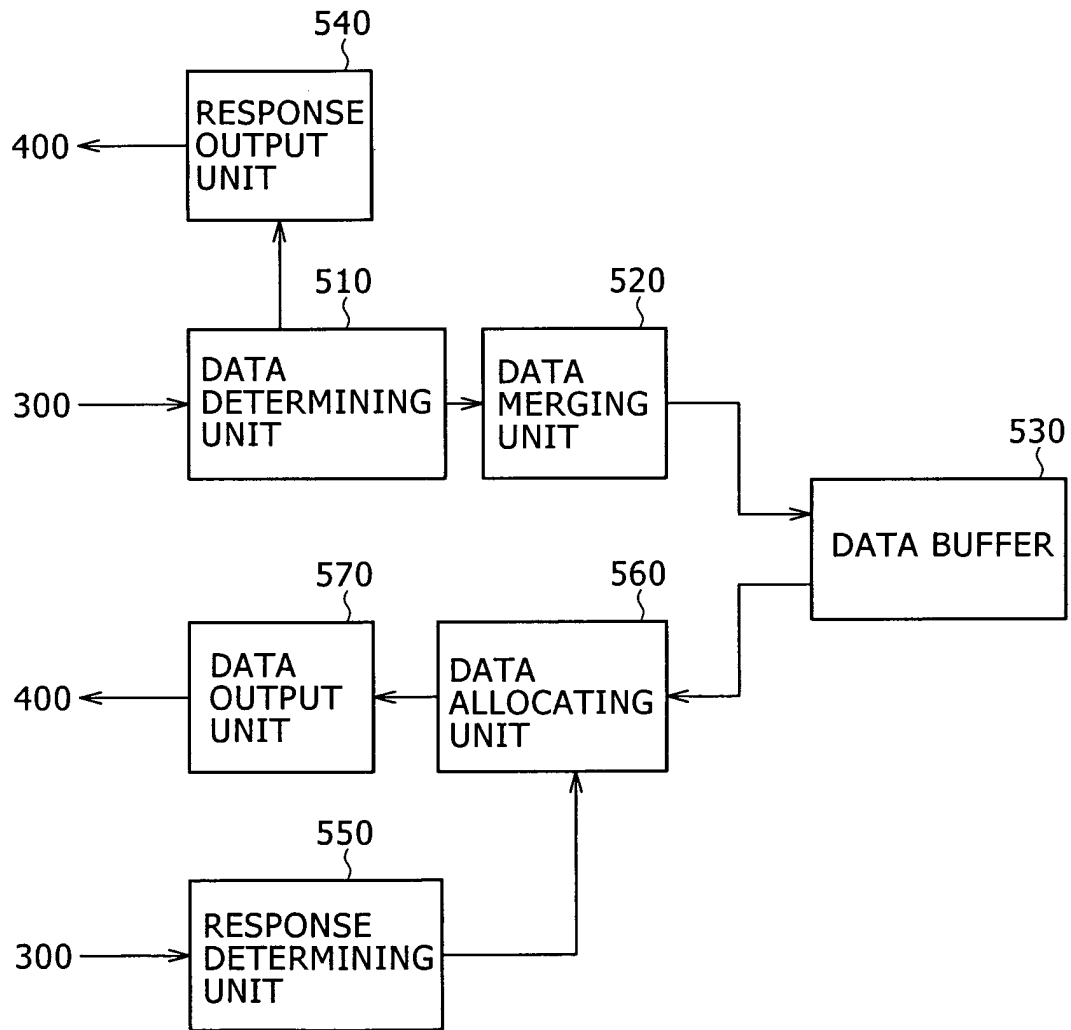 540
RESPONSE
OUTPUT
UNIT
400
510
520
DATA
DETERMINING
UNIT
DATA
MERGING
UNIT
300
530
DATA BUFFER
570
560
DATA
OUTPUT
UNIT
DATA
ALLOCATING
UNIT
400
550
RESPONSE
DETERMINING
UNIT
300